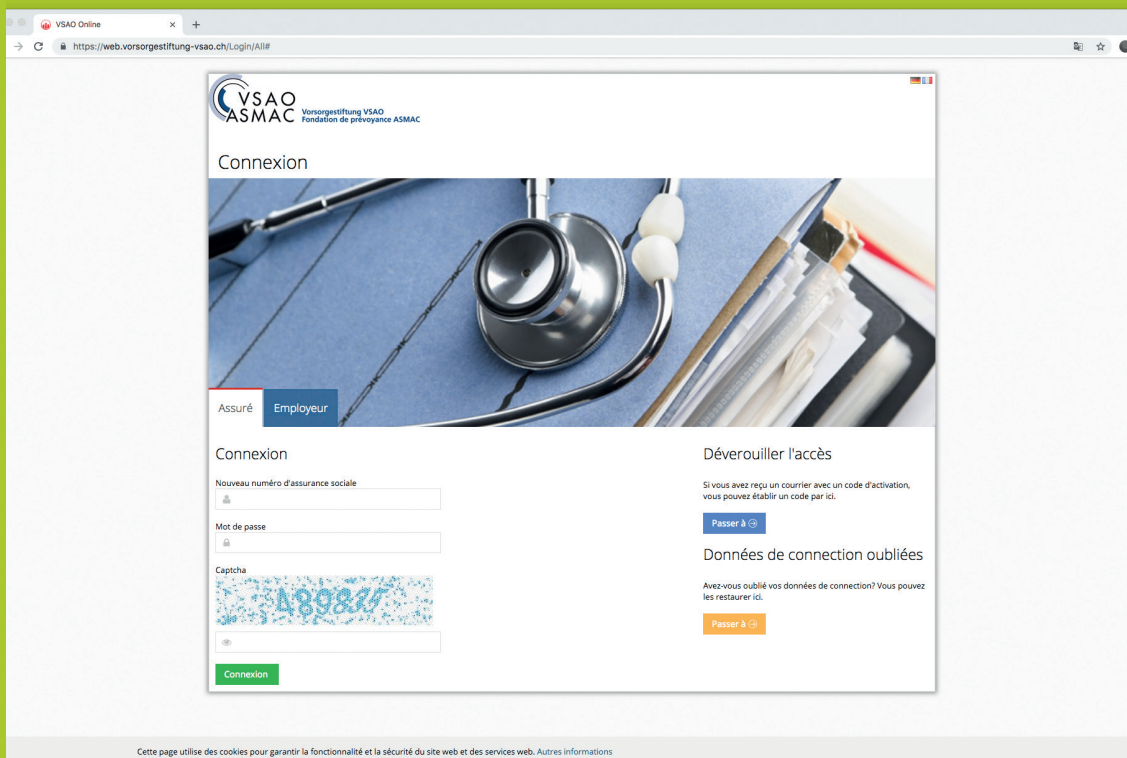 VSAO Online
https://web.vorsorgestiftung-vsao.ch/Login/All#
VSAO
ASMAC
Vorsorgestiftung VSAO
Fondation de prévoyance ASMAC
Connexion
Assuré
Employeur
Connexion
Nouveau numéro d'assurance sociale
Mot de passe
Captcha
Connexion
Déverouiller l'accès
Si vous avez reçu un courrier avec un code d'activation,
vous pouvez établir un code par ici.
Passer à
Données de connection oubliées
Avez-vous oublié vos données de connection? Vous pouvez
les restaurer ici.
Passer à
Cette page utilise des cookies pour garantir la fonctionnalité et la sécurité du site web et des services web. Autres informations